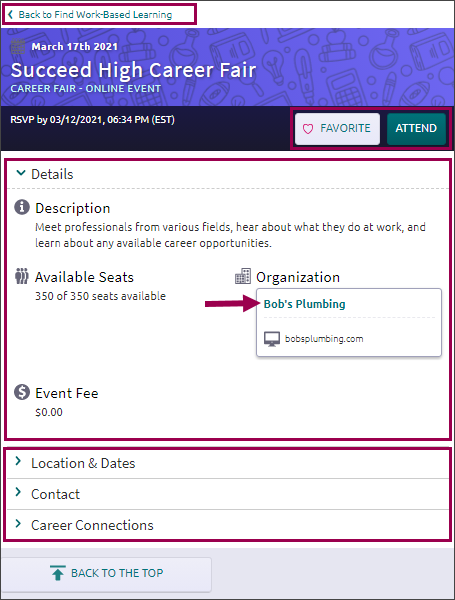 Back to Find Work-Based Learning
March 17th 2021
Succeed High Career Fair
CAREER FAIR - ONLINE EVENT
RSVP by 03/12/2021, 06:34 PM (EST)
FAVORITE
ATTEND
Details
Description
Meet professionals from various fields, hear about what they do at work, and
learn about any available career opportunities.
Available Seats
350 of 350 seats available
Organization
Bob's Plumbing
bobsplumbing.com
Event Fee
$0.00
Location & Dates
Contact
Career Connections
BACK TO THE TOP